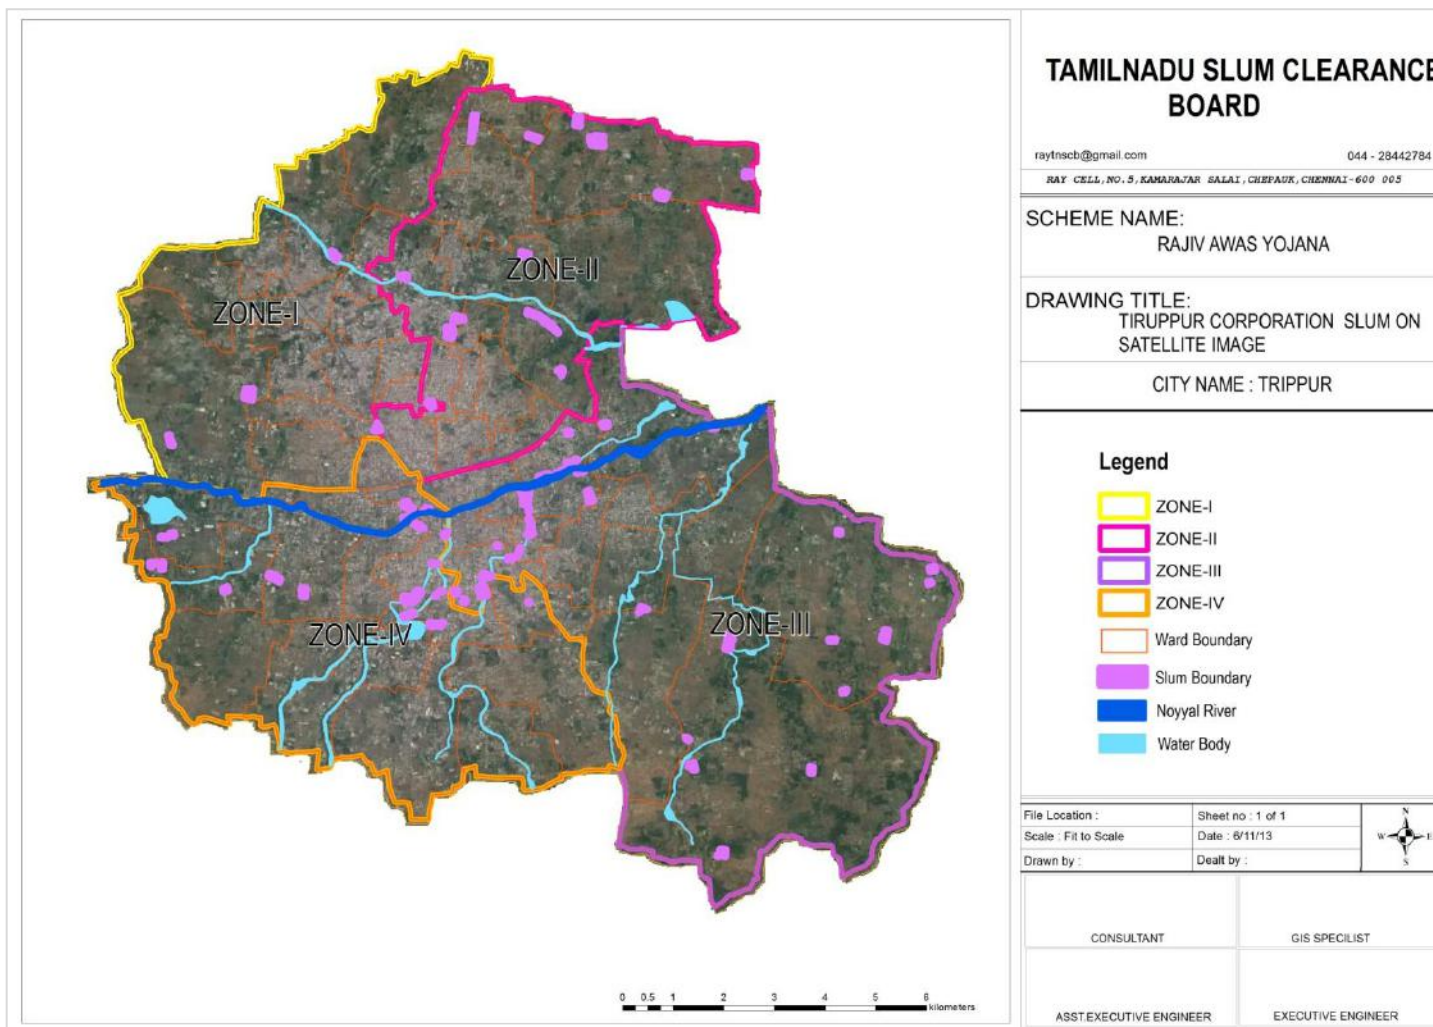 TAMILNADU SLUM CLEARANCE
BOARD
raytnscb@gmail.com 044 - 28442784
RAY CELL,NO.5,KAMARAJAR SALAI,CHEPAUK,CHENNAI-600 005
SCHEME NAME:
RAJIV AWAS YOJANA
DRAWING TITLE:
TIRUPPUR CORPORATION SLUM ON
SATELLITE IMAGE
CITY NAME : TRIPPUR
ZONE-II
ZONE-I
ZONE-IV
ZONE-III
Legend
ZONE-I
ZONE-II
ZONE-III
ZONE-IV
Ward Boundary
Slum Boundary
Noyyal River
Water Body
File Location : Sheet no : 1 of 1
Scale : Fit to Scale Date : 6/11/13
Drawn by : Dealt by :
N
W E
S
CONSULTANT GIS SPECILIST
ASST.EXECUTIVE ENGINEER EXECUTIVE ENGINEER
0 0.5 1 2 3 4 5 6
kilometers